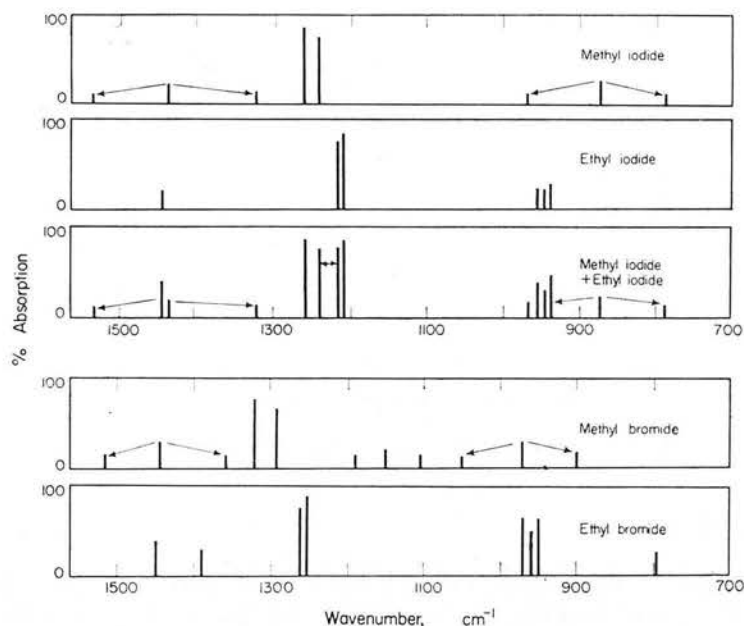 100
Methyl iodide
0
100
Ethyl iodide
0
100
Methyl iodide
+Ethyl iodide
0
1500 1300 1100 900 700
% Absorption
100
Methyl bromide
0
100
Ethyl bromide
0
1500 1300 1100 900 700
Wavenumber, cm⁻¹